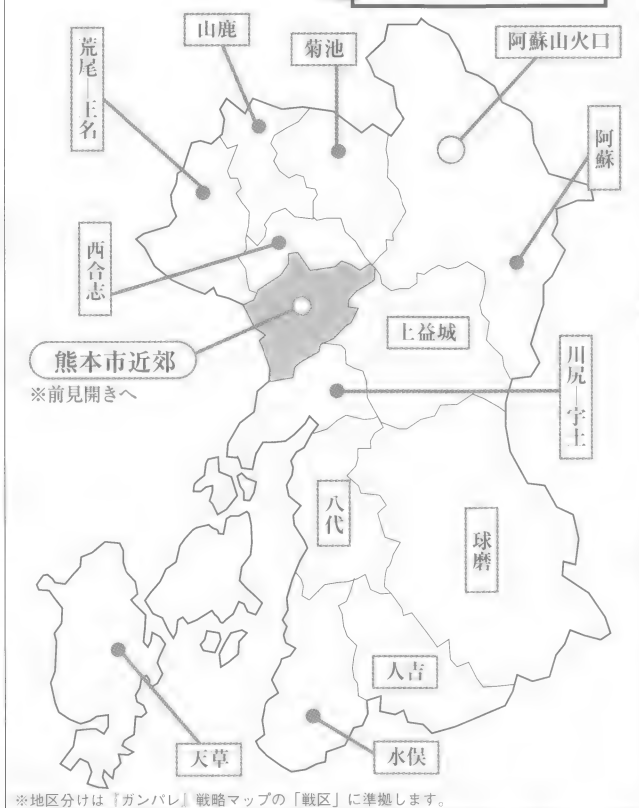 山鹿
菊池
阿蘇山火口
荒尾―玉名
阿蘇
西合志
上益城
熊本市近郊
※前見開きへ
川尻―宇土
八代
球磨
人吉
天草
水俣
※地区分けは『ガンパレ』戦略マップの「戦区」に準拠します。